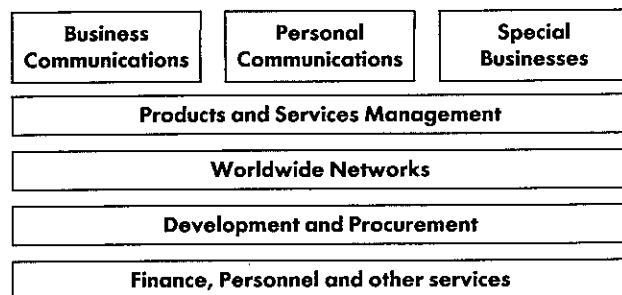 Business
Communications
Personal
Communications
Special
Businesses
Products and Services Management
Worldwide Networks
Development and Procurement
Finance, Personnel and other services